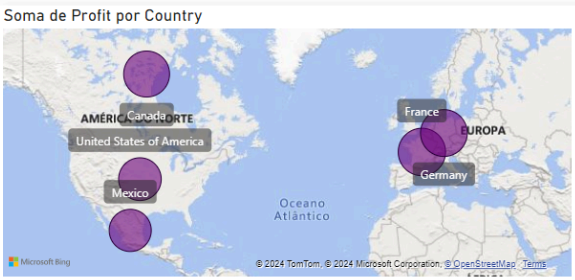 Soma de Profit por Country
Canada
AMÉRICA DO NORTE
United States of America
Mexico
France
EUROPA
Germany
Oceano
Atlântico
Microsoft Bing
© 2024 TomTom, © 2024 Microsoft Corporation, © OpenStreetMap Terms
ÁFRICA